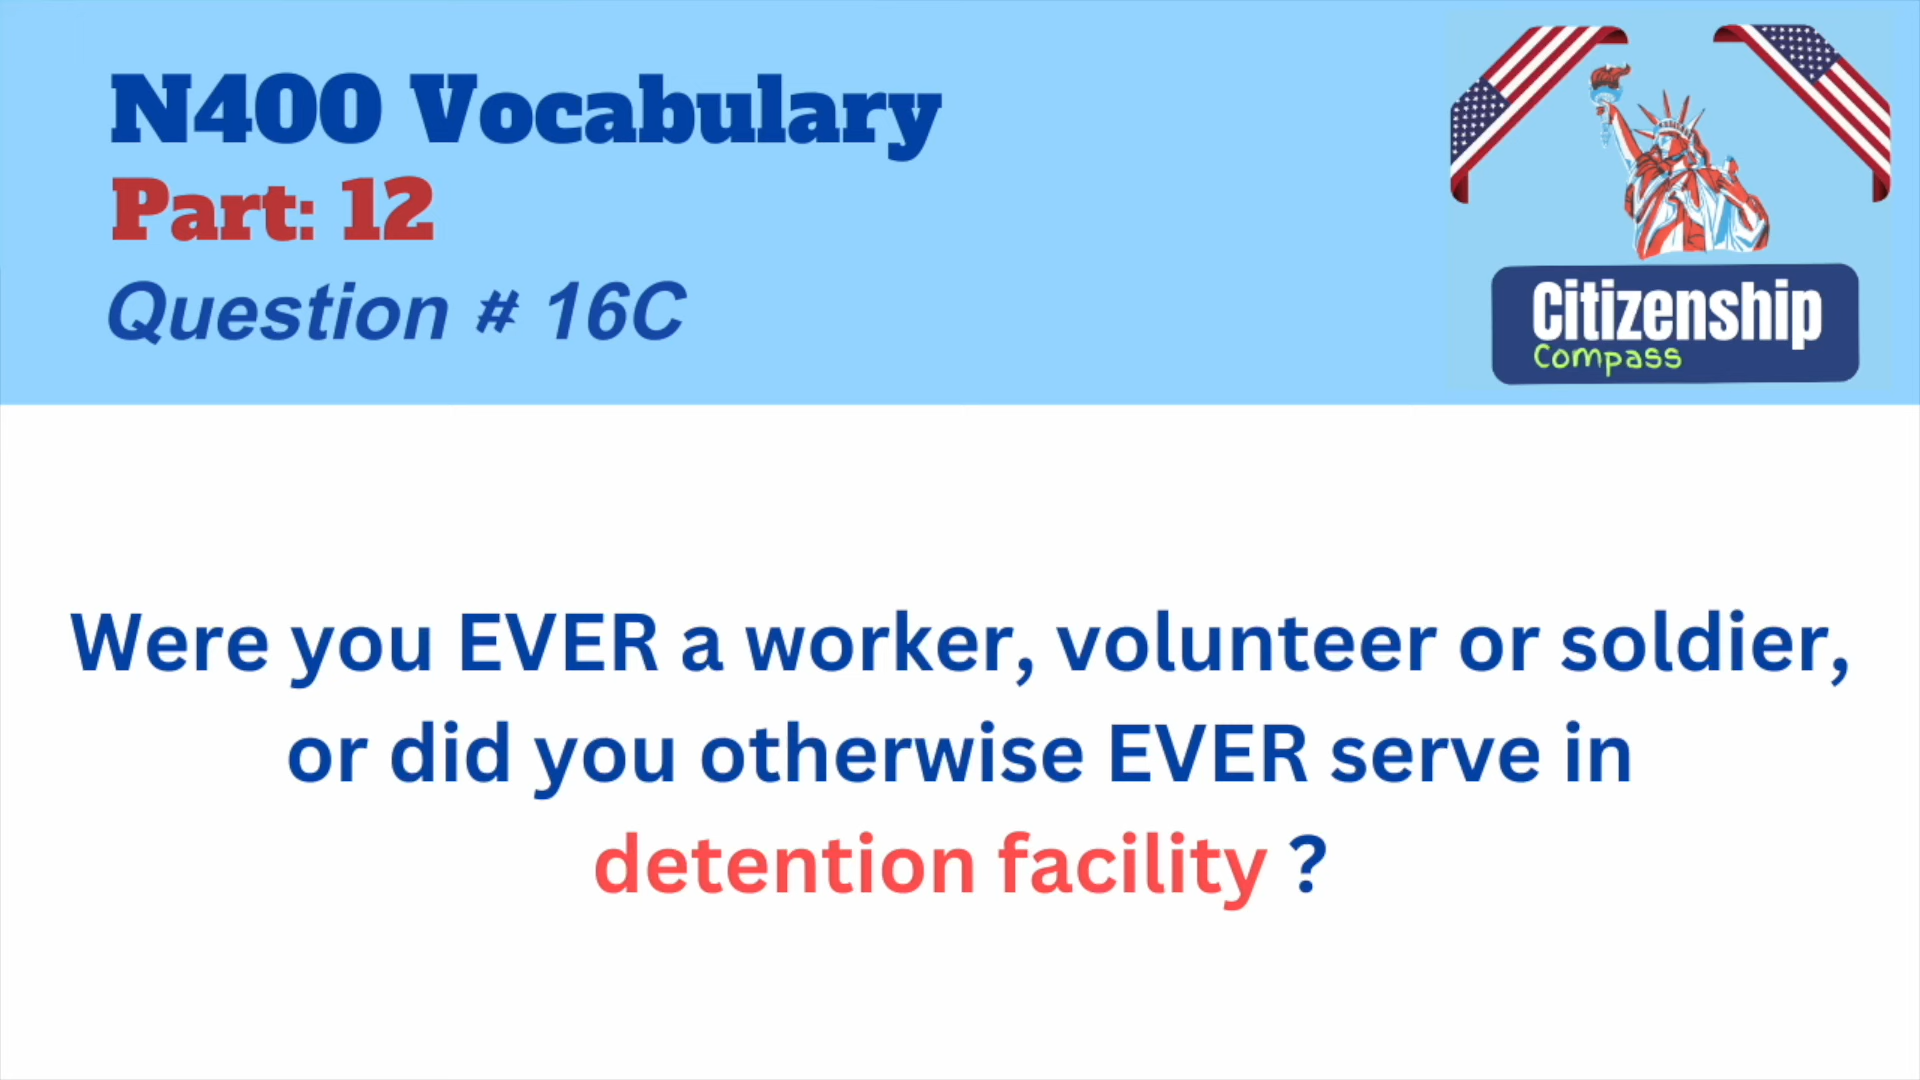 N400 Vocabulary
Part: 12
Question # 16C
Citizenship
Compass
Were you EVER a worker, volunteer or soldier,
or did you otherwise EVER serve in
detention facility ?